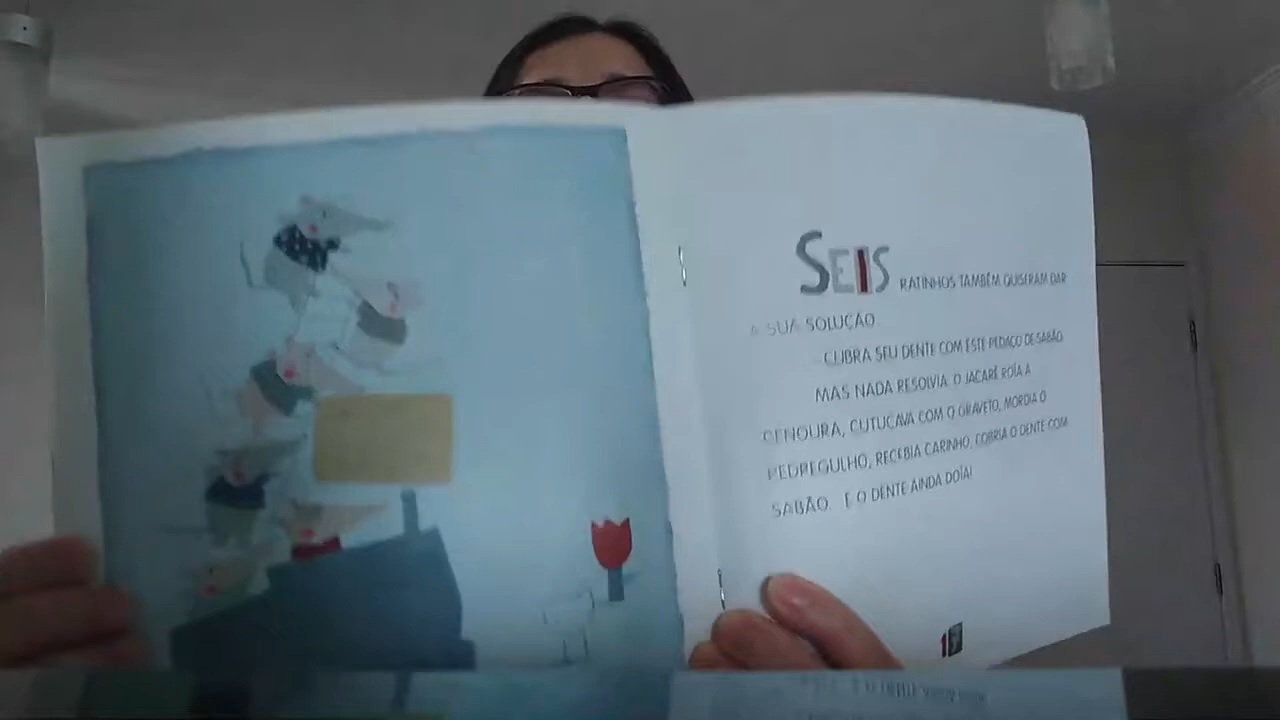 SEIS RATINHOS TAMBÉM QUISERAM DAR
A SUA SOLUÇÃO
CUBRA SEU DENTE COM ESTE PEDAÇO DE SABÃO
MAS NADA RESOLVIA. O JACARÉ ROÍA A
CENOURA, CUTUCAVA COM O GRAVETO, MORDIA O
PEDREGULHO, RECEBIA CARINHO, COBRIA O DENTE COM
SABÃO. E O DENTE AINDA DOÍA!